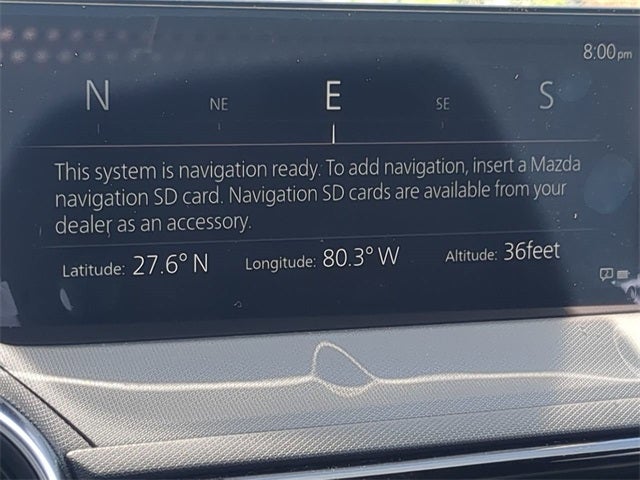 8:00pm
N NE E SE S
This system is navigation ready. To add navigation, insert a Mazda
navigation SD card. Navigation SD cards are available from your
dealer as an accessory.
Latitude: 27.6° N Longitude: 80.3° W Altitude: 36feet